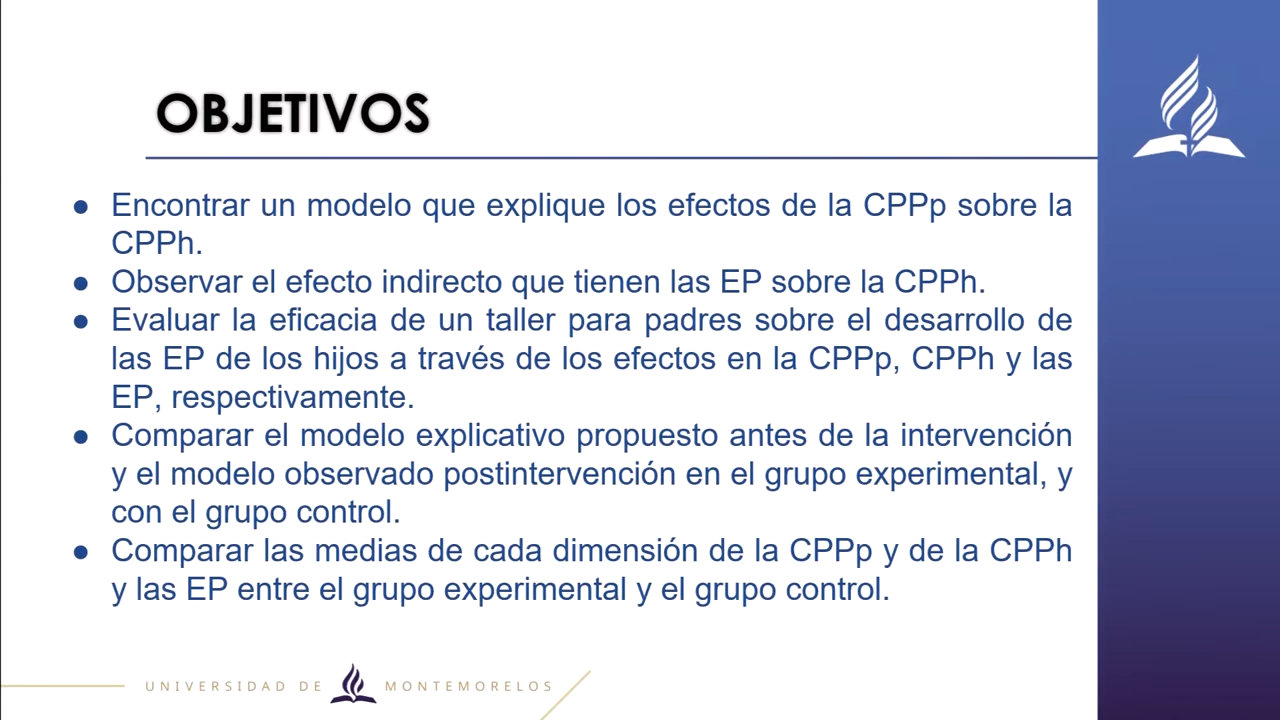 OBJETIVOS
● Encontrar un modelo que explique los efectos de la CPPp sobre la
CPPh.
● Observar el efecto indirecto que tienen las EP sobre la CPPh.
● Evaluar la eficacia de un taller para padres sobre el desarrollo de
las EP de los hijos a través de los efectos en la CPPp, CPPh y las
EP, respectivamente.
● Comparar el modelo explicativo propuesto antes de la intervención
y el modelo observado postintervención en el grupo experimental, y
con el grupo control.
● Comparar las medias de cada dimensión de la CPPp y de la CPPh
y las EP entre el grupo experimental y el grupo control.
UNIVERSIDAD DE MONTEMORELOS